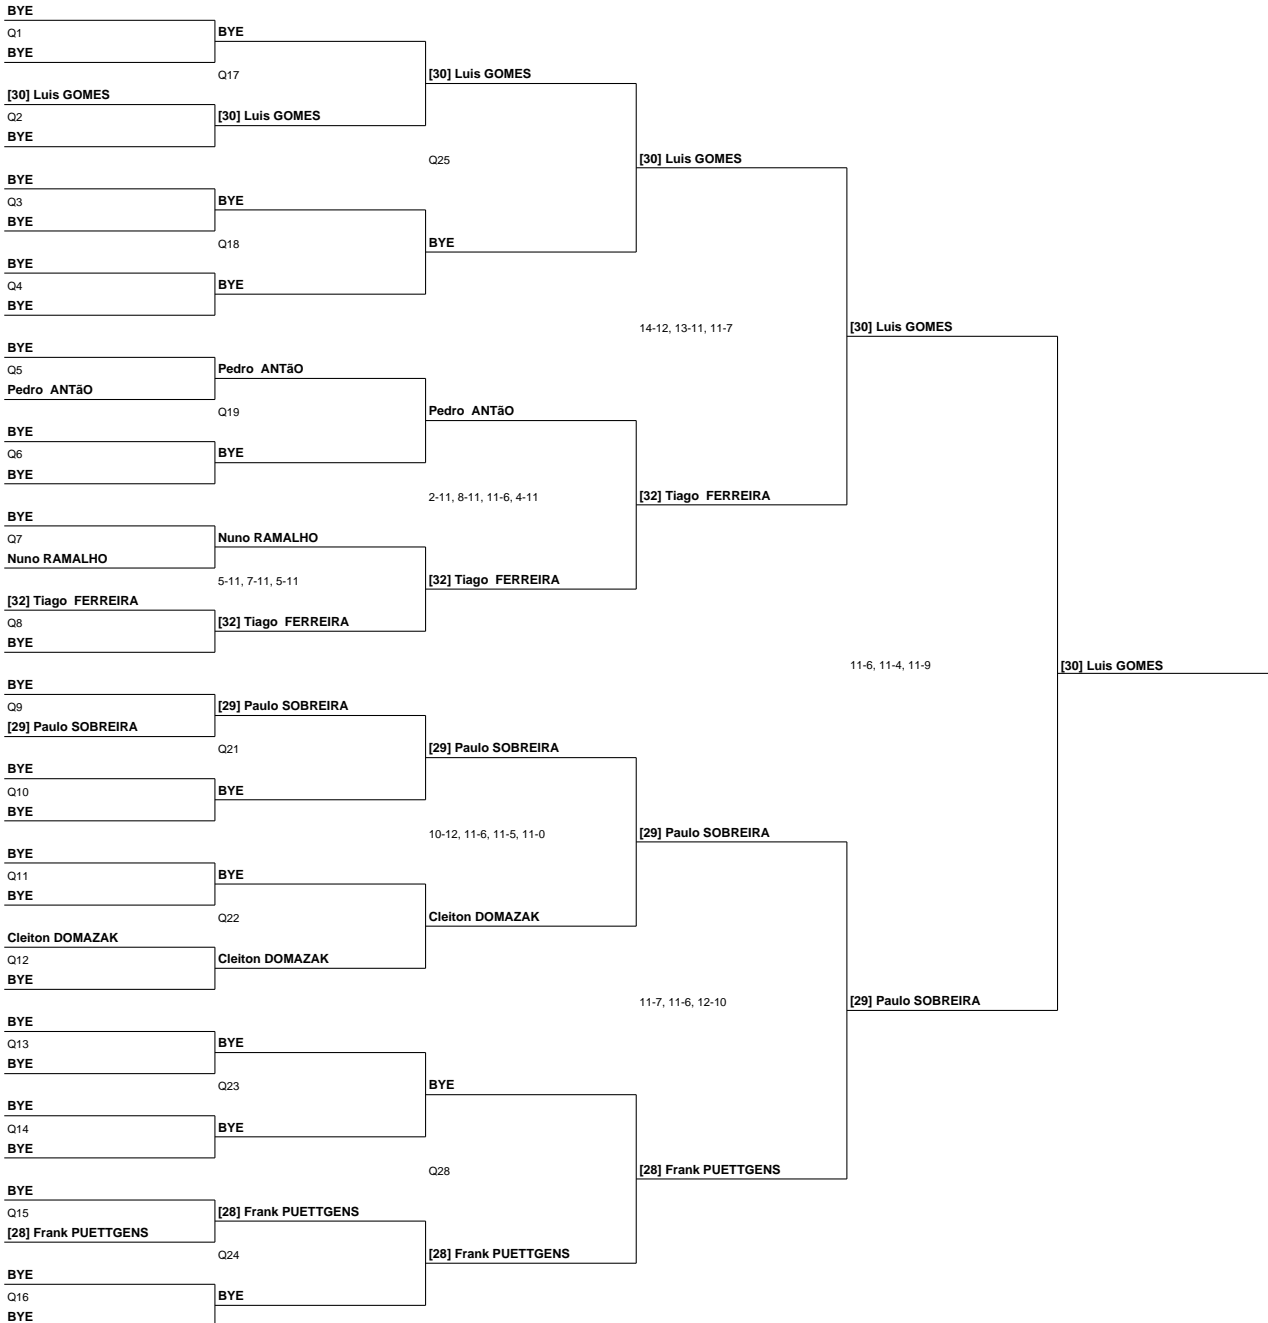 BYE
Q1
BYE
BYE
Q17
[30] Luis GOMES
[30] Luis GOMES
Q2
[30] Luis GOMES
BYE
Q25
[30] Luis GOMES
BYE
Q3
BYE
BYE
Q18
BYE
BYE
Q4
BYE
BYE
14-12, 13-11, 11-7
[30] Luis GOMES
BYE
Q5
Pedro  ANTãO
Pedro  ANTãO
Q19
Pedro  ANTãO
BYE
Q6
BYE
BYE
2-11, 8-11, 11-6, 4-11
[32] Tiago  FERREIRA
BYE
Q7
Nuno RAMALHO
Nuno RAMALHO
5-11, 7-11, 5-11
[32] Tiago  FERREIRA
[32] Tiago  FERREIRA
Q8
[32] Tiago  FERREIRA
BYE
11-6, 11-4, 11-9
[30] Luis GOMES
BYE
Q9
[29] Paulo SOBREIRA
[29] Paulo SOBREIRA
Q21
[29] Paulo SOBREIRA
BYE
Q10
BYE
BYE
10-12, 11-6, 11-5, 11-0
[29] Paulo SOBREIRA
BYE
Q11
BYE
BYE
Q22
Cleiton DOMAZAK
Cleiton DOMAZAK
Q12
Cleiton DOMAZAK
BYE
11-7, 11-6, 12-10
[29] Paulo SOBREIRA
BYE
Q13
BYE
BYE
Q23
BYE
BYE
Q14
BYE
BYE
Q28
[28] Frank PUETTGENS
BYE
Q15
[28] Frank PUETTGENS
[28] Frank PUETTGENS
Q24
[28] Frank PUETTGENS
BYE
Q16
BYE
BYE